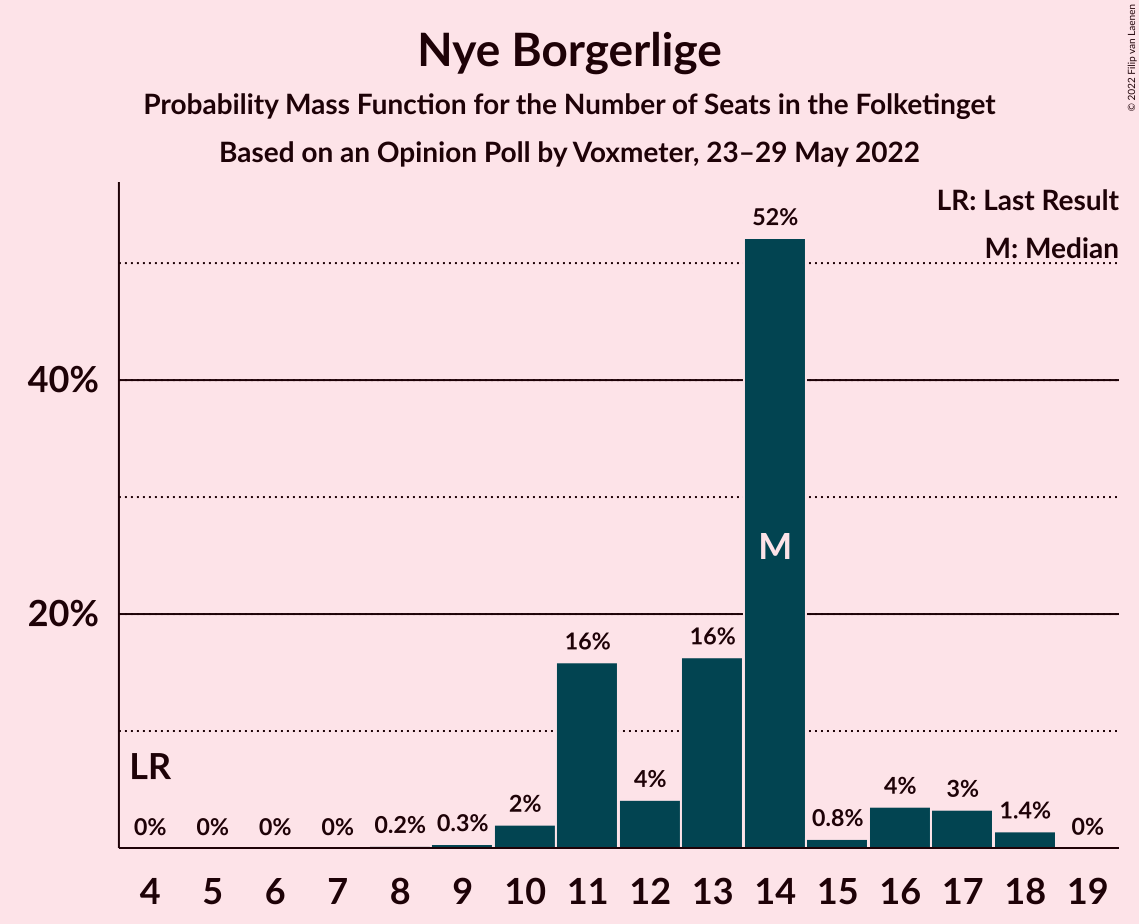 Nye Borgerlige
Probability Mass Function for the Number of Seats in the Folketinget
Based on an Opinion Poll by Voxmeter, 23–29 May 2022
© 2022 Filip van Laenen
LR: Last Result
M: Median
52%
40%
M
20%
16%
16%
LR
0%
0%
0%
0%
0.2%
0.3%
2%
4%
0.8%
4%
3%
1.4%
0%
4 5 6 7 8 9 10 11 12 13 14 15 16 17 18 19